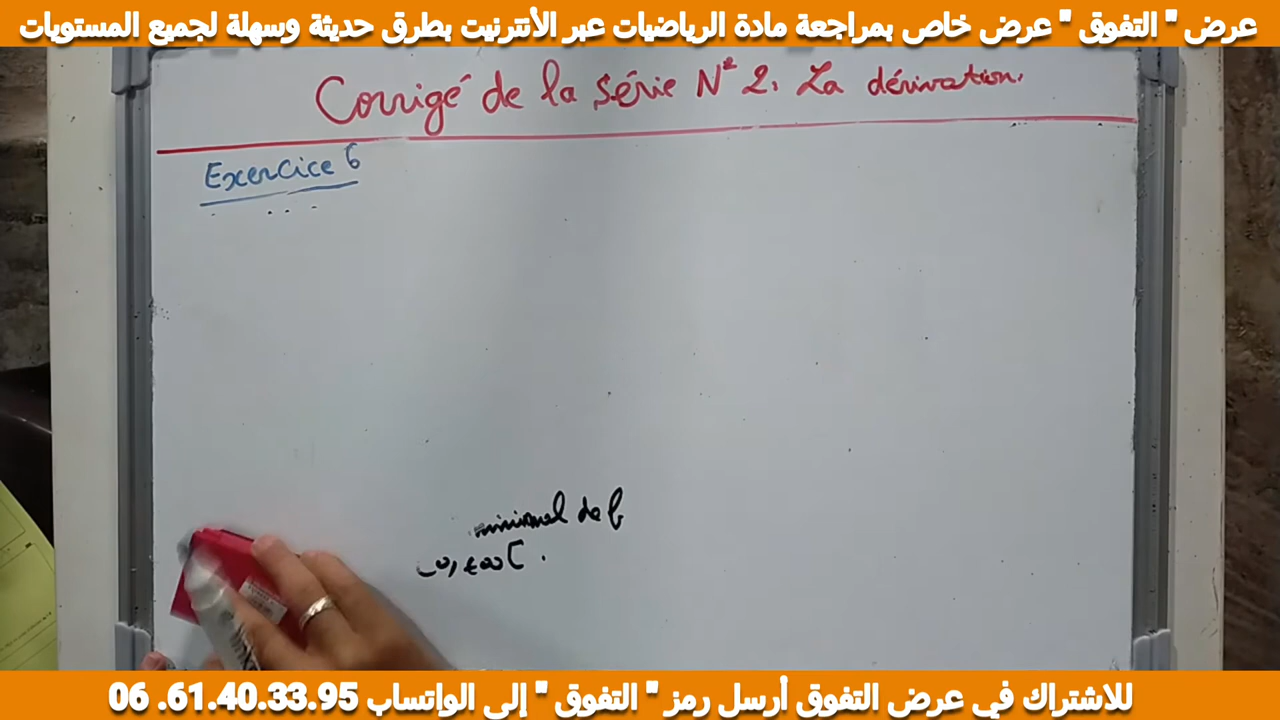 عرض " التفوق " عرض خاص بمراجعة مادة الرياضيات عبر الأنترنيت بطرق حديثة وسهلة لجميع المستويات
Corrigé de la série N° 2. La dérivation.
Exercice 6
minimal de f
0, +∞[ .
للاشتراك في عرض التفوق أرسل رمز " التفوق " إلى الواتساب 06 .61.40.33.95